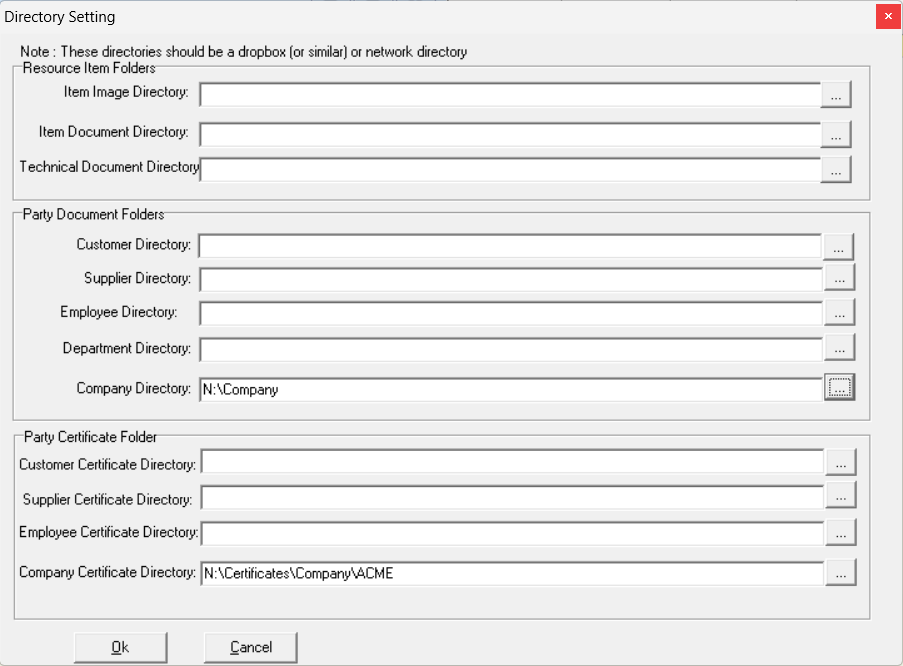 Directory Setting
Note : These directories should be a dropbox (or similar) or network directory
Resource Item Folders
Item Image Directory:
...
Item Document Directory:
...
Technical Document Directory
...
Party Document Folders
Customer Directory:
...
Supplier Directory:
...
Employee Directory:
...
Department Directory:
...
Company Directory: N:\Company
...
Party Certificate Folder
Customer Certificate Directory:
...
Supplier Certificate Directory:
...
Employee Certificate Directory:
...
Company Certificate Directory: N:\Certificates\Company\ACME
...
Ok Cancel